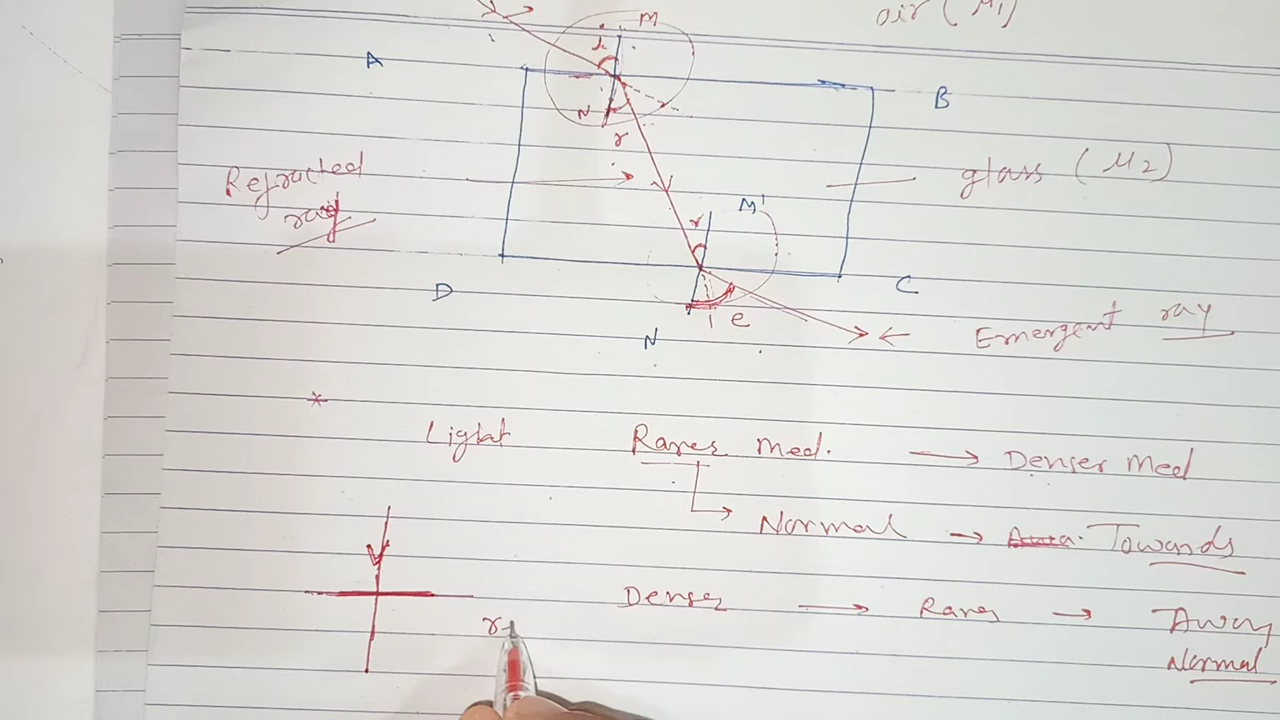 air (μ1)
M
i
A
B
N
r
Refracted
ray
glass (μ2)
M'
r
D
C
e
Emergent ray
N
*
Light Rarer Med. → Denser Med
Normal → Towards
Denser → Rarer → Away
Normal
r-